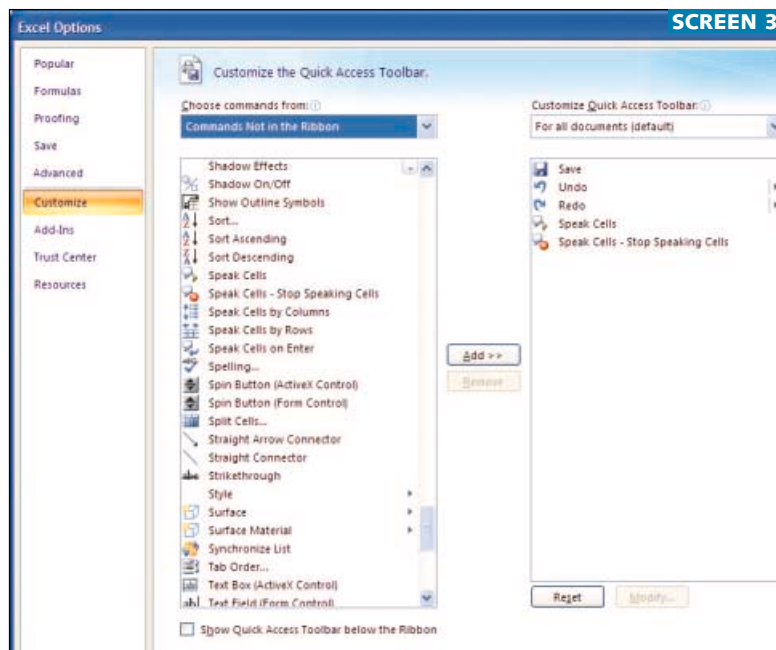 SCREEN 3
Excel Options
Popular
Formulas
Proofing
Save
Advanced
Customize
Add-Ins
Trust Center
Resources
Customize the Quick Access Toolbar.
Choose commands from:
Commands Not in the Ribbon
Shadow Effects
Shadow On/Off
Show Outline Symbols
Sort...
Sort Ascending
Sort Descending
Speak Cells
Speak Cells - Stop Speaking Cells
Speak Cells by Columns
Speak Cells by Rows
Speak Cells on Enter
Spelling...
Spin Button (ActiveX Control)
Spin Button (Form Control)
Split Cells...
Straight Arrow Connector
Straight Connector
Strikethrough
Style
Surface
Surface Material
Synchronize List
Tab Order...
Text Box (ActiveX Control)
Text Field (Form Control)
Show Quick Access Toolbar below the Ribbon
Add >>
Remove
Customize Quick Access Toolbar:
For all documents (default)
Save
Undo
Redo
Speak Cells
Speak Cells - Stop Speaking Cells
Reset
Modify...